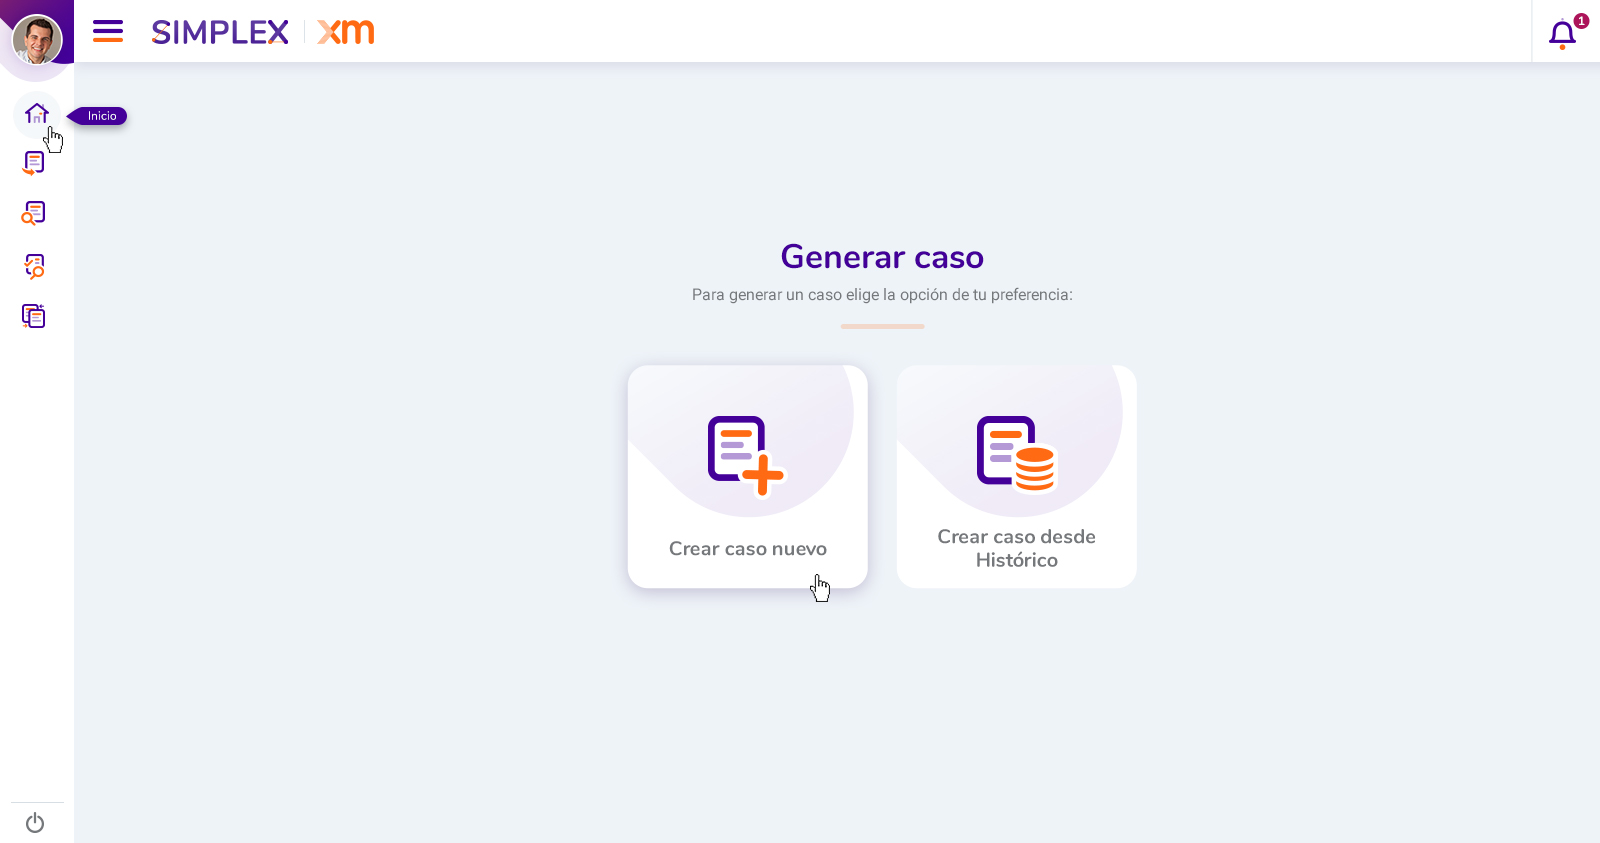 SIMPLEX xm
1
Inicio
Generar caso
Para generar un caso elige la opción de tu preferencia:
Crear caso nuevo
Crear caso desde
Histórico